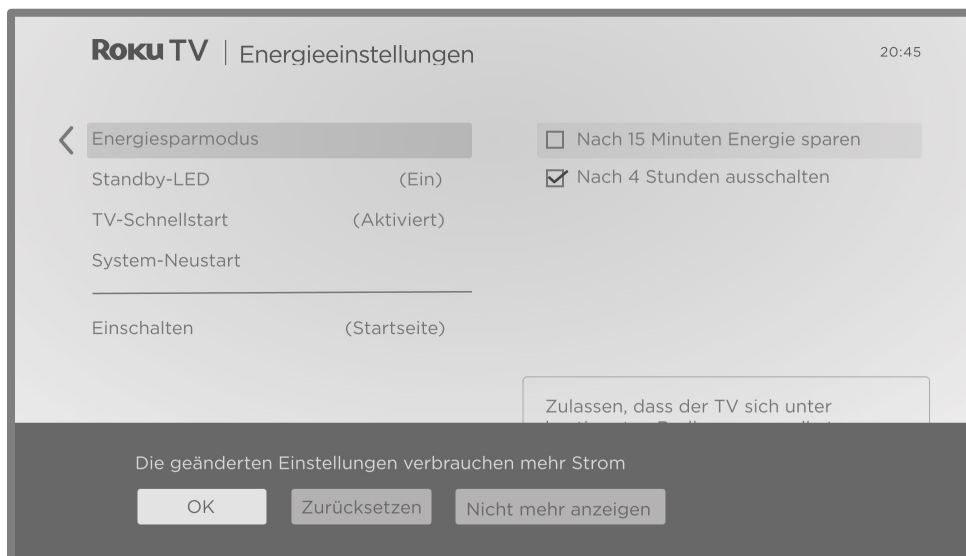 Roku TV | Energieeinstellungen
20:45
Energiesparmodus
Standby-LED (Ein)
TV-Schnellstart (Aktiviert)
System-Neustart
Einschalten (Startseite)
Nach 15 Minuten Energie sparen
Nach 4 Stunden ausschalten
Zulassen, dass der TV sich unter
Die geänderten Einstellungen verbrauchen mehr Strom
OK Zurücksetzen Nicht mehr anzeigen